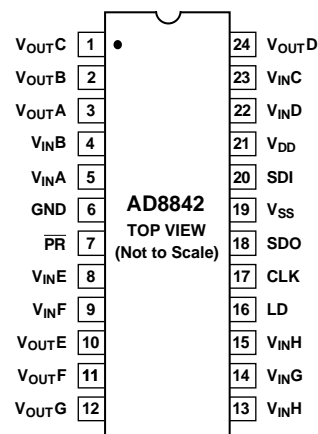 VOUTC 1 24 VOUTD
VOUTB 2 23 VINC
VOUTA 3 22 VIND
VINB 4 21 VDD
VINA 5 20 SDI
GND 6 AD8842 19 VSS
TOP VIEW
PR 7 (Not to Scale) 18 SDO
VINE 8 17 CLK
VINF 9 16 LD
VOUTE 10 15 VINH
VOUTF 11 14 VING
VOUTG 12 13 VINH